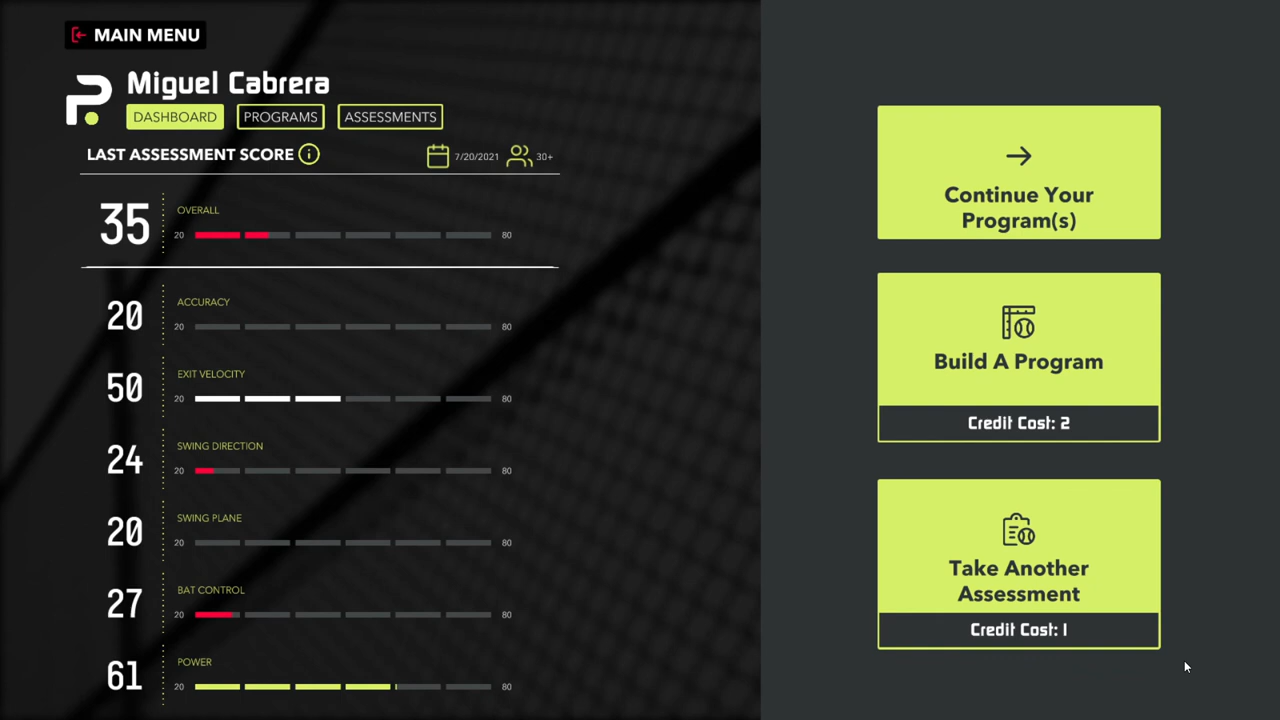 MAIN MENU
Miguel Cabrera
DASHBOARD PROGRAMS ASSESSMENTS
LAST ASSESSMENT SCORE i 7/20/2021 30+
35 OVERALL
20 80
20 ACCURACY
20 80
50 EXIT VELOCITY
20 80
24 SWING DIRECTION
20 80
20 SWING PLANE
20 80
27 BAT CONTROL
20 80
61 POWER
20 80
Continue Your
Program(s)
Build A Program
Credit Cost: 2
Take Another
Assessment
Credit Cost: 1